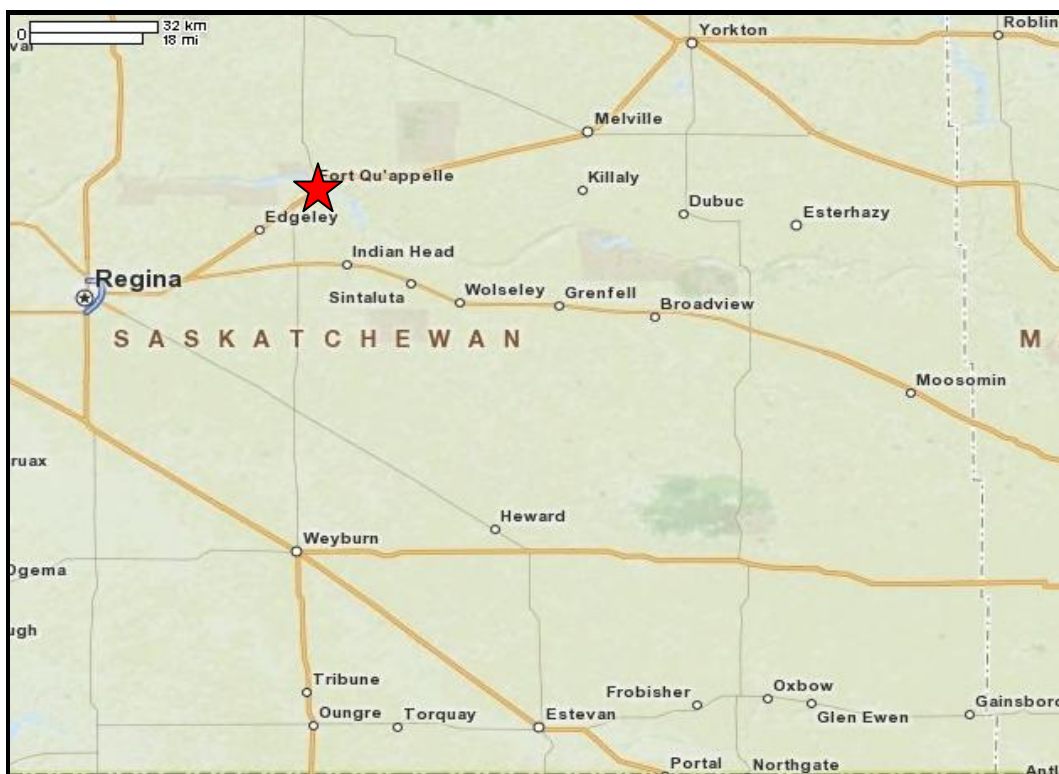 0
32 km
18 mi
val
Yorkton
Roblin
Melville
Fort Qu'appelle
Killaly
Dubuc
Esterhazy
Edgeley
Indian Head
Regina
Sintaluta
Wolseley
Grenfell
Broadview
SASKATCHEWAN
M
Moosomin
ruax
Heward
Weyburn
Ogema
ugh
Tribune
Frobisher
Oxbow
Oungre
Torquay
Estevan
Glen Ewen
Gainsboro
Portal
Northgate
Antl